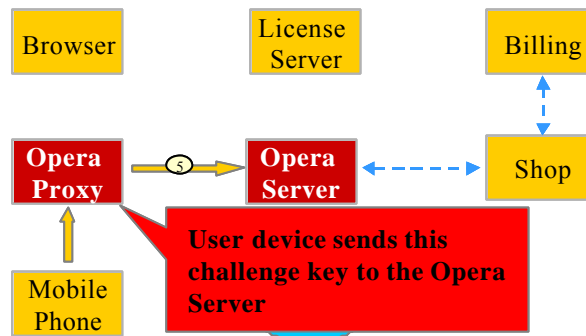 Browser
License
Server
Billing
Opera
Proxy
5
Opera
Server
Shop
User device sends this
challenge key to the Opera
Server
Mobile
Phone